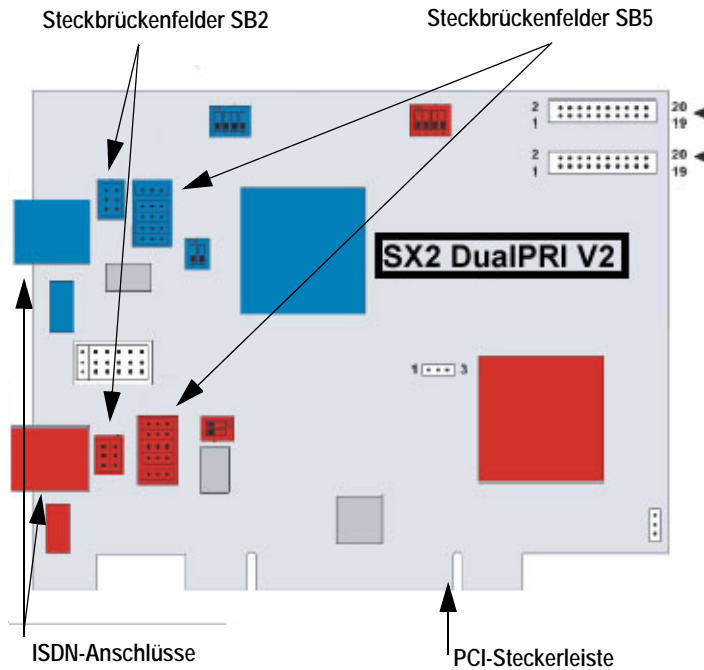 Steckbrückenfelder SB2
Steckbrückenfelder SB5
2 20
1 19
2 20
1 19
SX2 DualPRI V2
1 3
ISDN-Anschlüsse
PCI-Steckerleiste